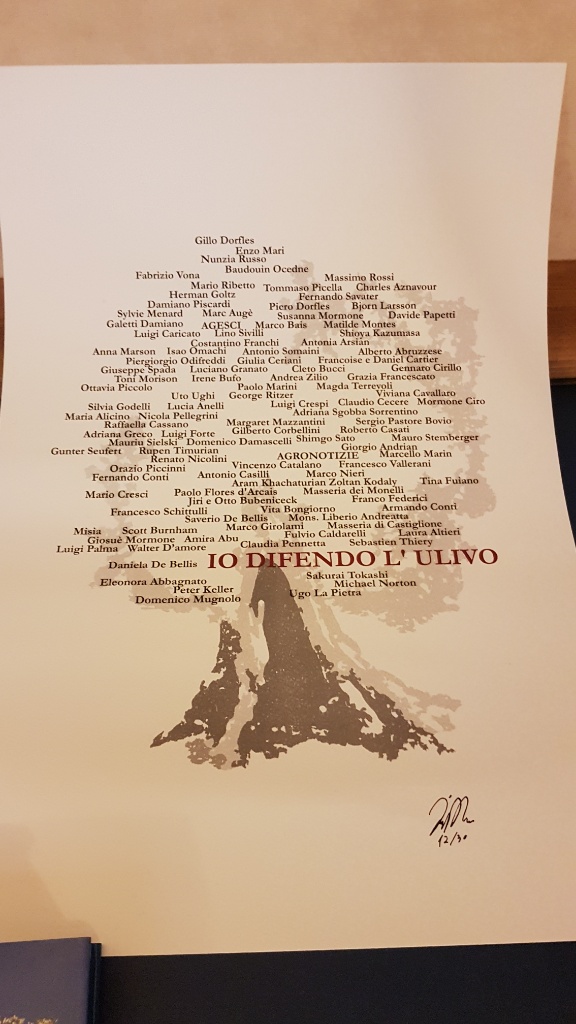 Gillo Dorfles
Enzo Mari
Nunzia Russo
Baudouin Ocedne
Fabrizio Vona Massimo Rossi
Mario Ribetto Tommaso Picella Charles Aznavour
Herman Goltz Fernando Savater
Damiano Piscardi Piero Dorfles Bjorn Larsson
Sylvie Menard Marc Augè Susanna Mormone Davide Papetti
Galetti Damiano AGESCI Marco Bais Matilde Montes
Luigi Caricato Lino Sivilli Shioya Kazumasa
Costantino Franchi Antonia Arslan
Anna Marson Isao Omachi Antonio Somaini Alberto Abruzzese
Piergiorgio Odifreddi Giulia Ceriani Francoise e Daniel Cartier
Giuseppe Spada Luciano Granato Cleto Bucci Gennaro Cirillo
Toni Morison Irene Bufo Andrea Zilio Grazia Francescato
Ottavia Piccolo Paolo Marini Magda Terrevoli
Uto Ughi George Ritzer Viviana Cavallaro
Silvia Godelli Lucia Anelli Luigi Crespi Claudio Cecere Mormone Ciro
Maria Alicino Nicola Pellegrini Adriana Sgobba Sorrentino
Raffaella Cassano Margaret Mazzantini Sergio Pastore Bovio
Adriana Greco Luigi Forte Gilberto Corbellini Roberto Casati
Mauriu Sielski Domenico Damascelli Shimgo Sato Mauro Stemberger
Gunter Seufert Rupen Timurian Giorgio Andrian
Renato Nicolini AGRONOTIZIE Marcello Marin
Orazio Piccinni Vincenzo Catalano Francesco Vallerani
Fernando Conti Antonio Casilli Marco Nieri
Aram Khachaturian Zoltan Kodaly Tina Fuiano
Mario Cresci Paolo Flores d'Arcais Masseria dei Monelli
Jiri e Otto Bubeniceck Franco Federici
Francesco Schittulli Vita Bongiorno Armando Conti
Saverio De Bellis Mons. Liberio Andreatta
Misia Scott Burnham Marco Girolami Masseria di Castiglione
Giosuè Mormone Amira Abu Fulvio Caldarelli Laura Altieri
Luigi Palma Walter D'amore Claudia Pennetta Sebastien Thiery
Daniela De Bellis IO DIFENDO L' ULIVO
Eleonora Abbagnato Sakurai Tokashi
Peter Keller Michael Norton
Domenico Mugnolo Ugo La Pietra
12/30